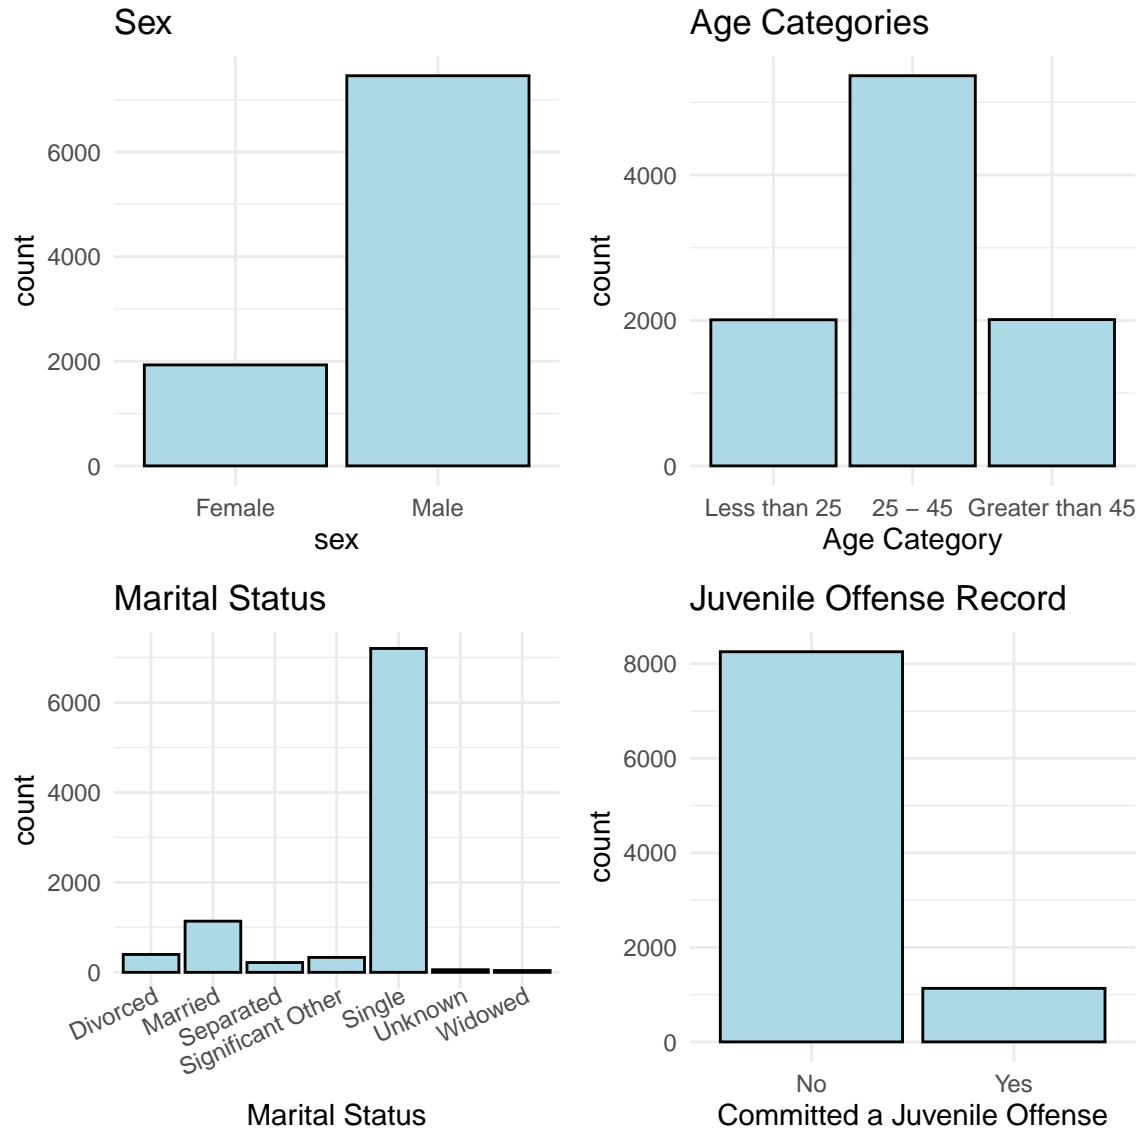 Sex
6000
4000
2000
0
count
Female
Male
sex
Age Categories
4000
2000
0
count
Less than 25
25 – 45
Greater than 45
Age Category
Marital Status
6000
4000
2000
0
count
Divorced
Married
Separated
Significant Other
Single
Unknown
Widowed
Marital Status
Juvenile Offense Record
8000
6000
4000
2000
0
count
No
Yes
Committed a Juvenile Offense